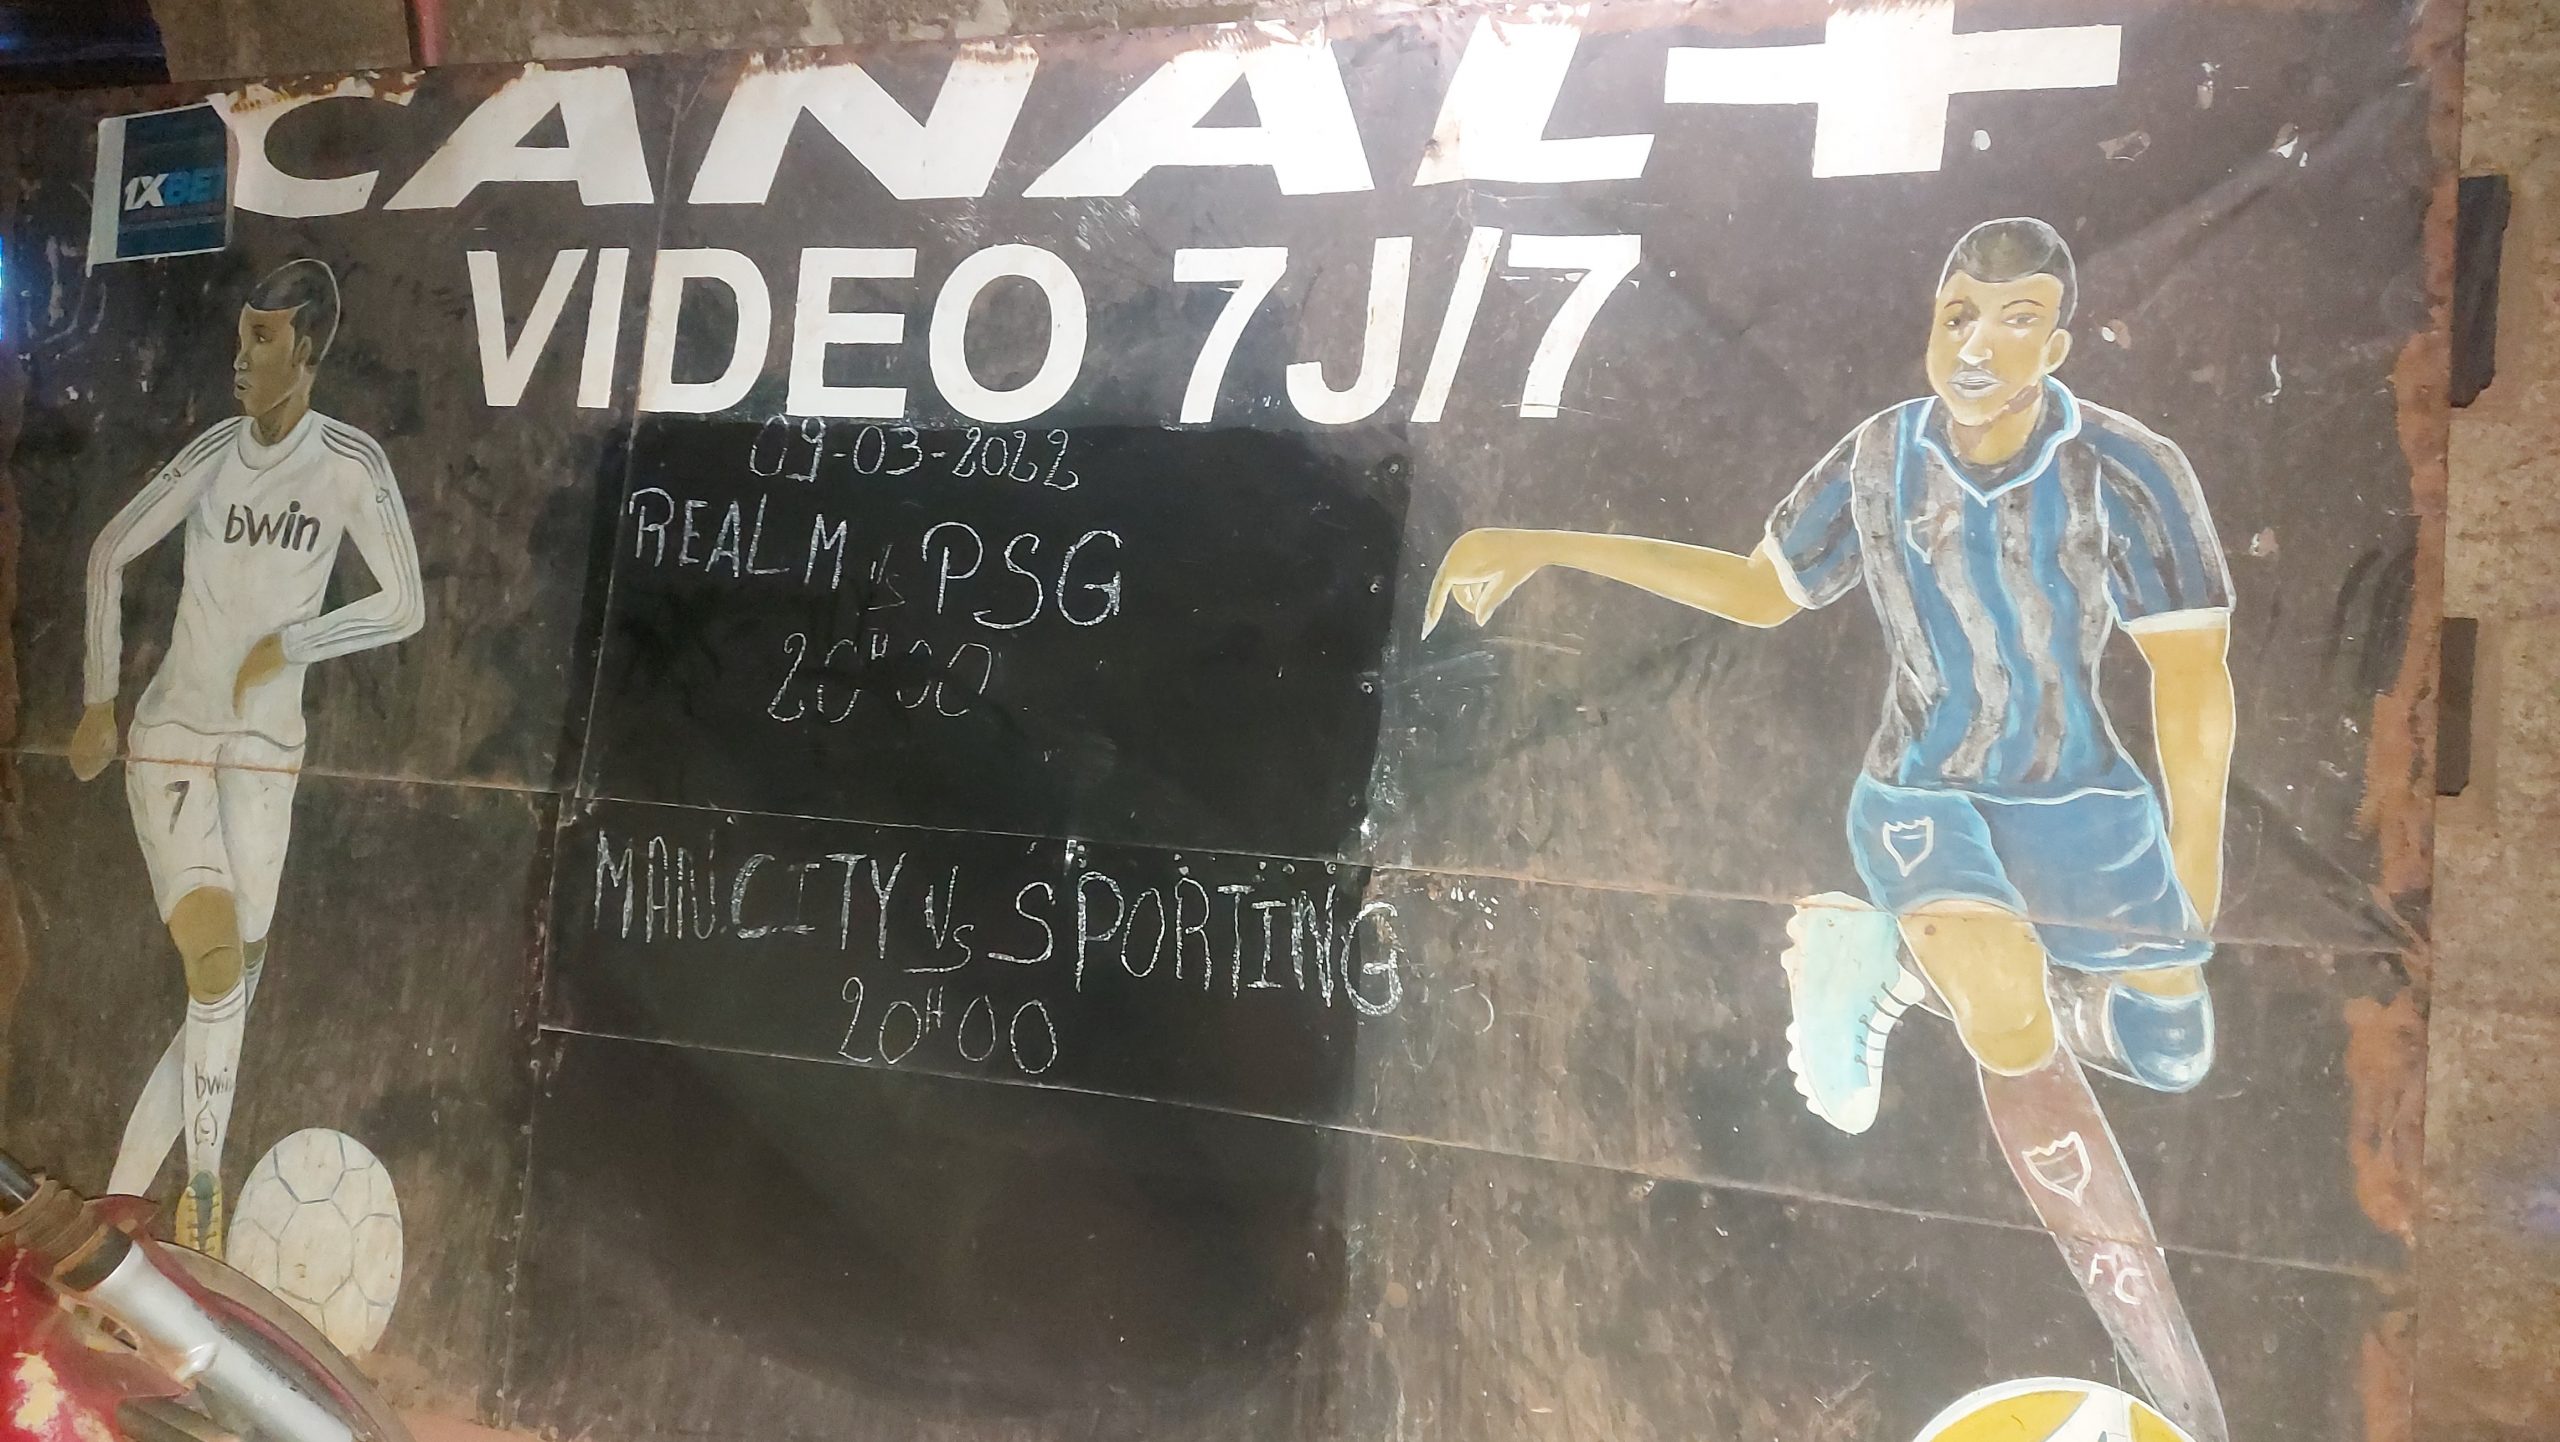 CANAL+
1XBET
VIDEO 7J/7
09-03-2022
REAL M vs PSG
20H00
MAN.CITY Vs SPORTING
20H00
bwin
7
bwin
FC